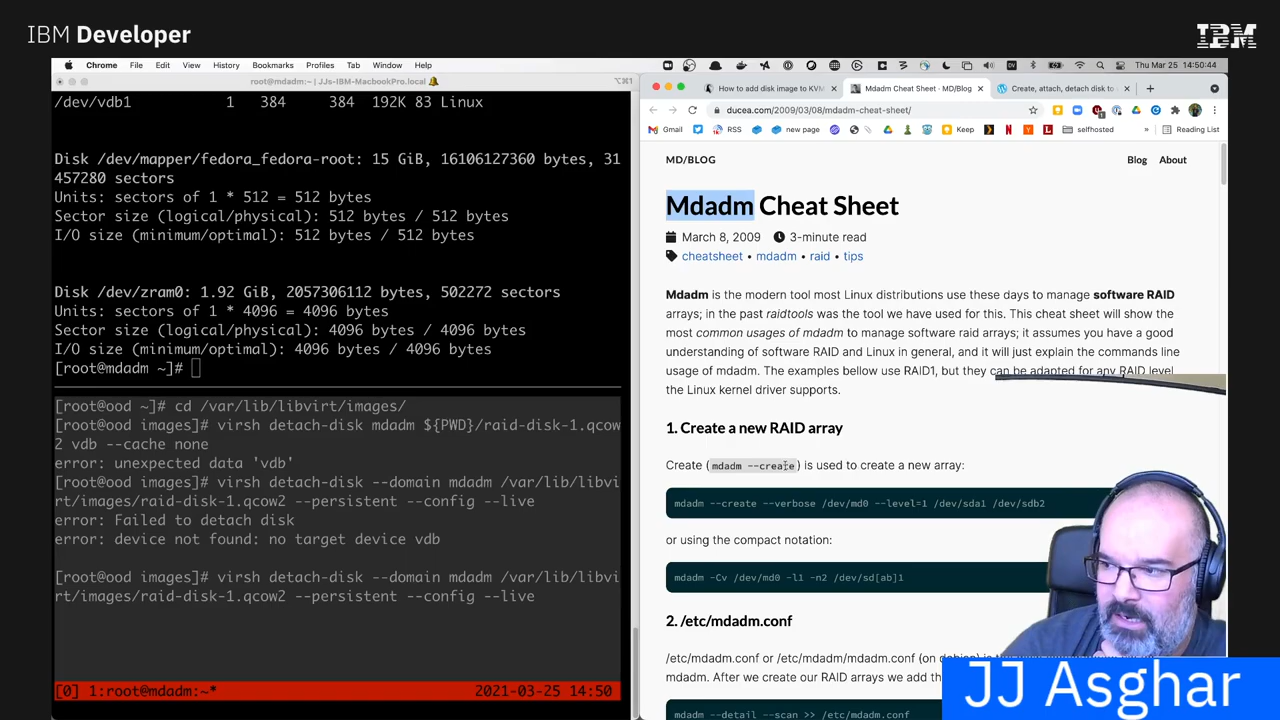 IBM Developer
IBM
Chrome File Edit View History Bookmarks Profiles Tab Window Help
Thu Mar 25 14:50:44
root@mdadm:~ | JJs-IBM-MacbookPro.local
⌥⌘1
/dev/vdb1 1 384 384 192K 83 Linux
Disk /dev/mapper/fedora_fedora-root: 15 GiB, 16106127360 bytes, 31
457280 sectors
Units: sectors of 1 * 512 = 512 bytes
Sector size (logical/physical): 512 bytes / 512 bytes
I/O size (minimum/optimal): 512 bytes / 512 bytes
Disk /dev/zram0: 1.92 GiB, 2057306112 bytes, 502272 sectors
Units: sectors of 1 * 4096 = 4096 bytes
Sector size (logical/physical): 4096 bytes / 4096 bytes
I/O size (minimum/optimal): 4096 bytes / 4096 bytes
[root@mdadm ~]#
[root@ood ~]# cd /var/lib/libvirt/images/
[root@ood images]# virsh detach-disk mdadm ${PWD}/raid-disk-1.qcow
2 vdb --cache none
error: unexpected data 'vdb'
[root@ood images]# virsh detach-disk --domain mdadm /var/lib/libvi
rt/images/raid-disk-1.qcow2 --persistent --config --live
error: Failed to detach disk
error: device not found: no target device vdb
[root@ood images]# virsh detach-disk --domain mdadm /var/lib/libvi
rt/images/raid-disk-1.qcow2 --persistent --config --live
[0] 1:root@mdadm:~* 2021-03-25 14:50
How to add disk image to KVM
Mdadm Cheat Sheet - MD/Blog
Create, attach, detach disk to
ducea.com/2009/03/08/mdadm-cheat-sheet/
Gmail RSS new page Keep selfhosted » Reading List
MD/BLOG
Blog About
Mdadm Cheat Sheet
March 8, 2009 3-minute read
cheatsheet • mdadm • raid • tips
Mdadm is the modern tool most Linux distributions use these days to manage software RAID
arrays; in the past raidtools was the tool we have used for this. This cheat sheet will show the
most common usages of mdadm to manage software raid arrays; it assumes you have a good
understanding of software RAID and Linux in general, and it will just explain the commands line
usage of mdadm. The examples bellow use RAID1, but they can be adapted for any RAID level
the Linux kernel driver supports.
1. Create a new RAID array
Create (mdadm --create) is used to create a new array:
mdadm --create --verbose /dev/md0 --level=1 /dev/sda1 /dev/sdb2
or using the compact notation:
mdadm -Cv /dev/md0 -l1 -n2 /dev/sd[ab]1
2. /etc/mdadm.conf
/etc/mdadm.conf or /etc/mdadm/mdadm.conf (on debian) is
mdadm. After we create our RAID arrays we add th
mdadm --detail --scan >> /etc/mdadm.conf
JJ Asghar